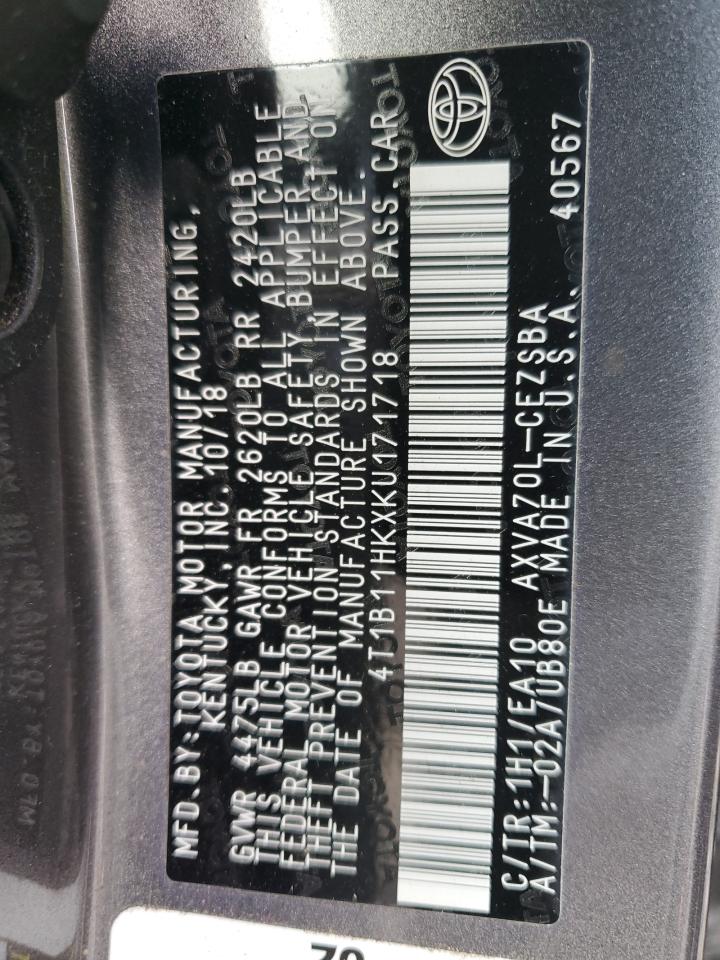 MFD.BY:TOYOTA MOTOR MANUFACTURING,
KENTUCKY,INC.10/18
GVWR 4475LB GAWR FR 2620LB RR 2420LB
THIS VEHICLE CONFORMS TO ALL APPLICABLE
FEDERAL MOTOR VEHICLE SAFETY,BUMPER,AND
THEFT PREVENTION STANDARDS IN EFFECT ON
THE DATE OF MANUFACTURE SHOWN ABOVE.
4T1B11HKXKU171718 PASS.CAR
C/TR:1H1/EA10 AXVA70L-CEZSBA
A/TM:-02A/UB80E MADE IN U.S.A. 40567